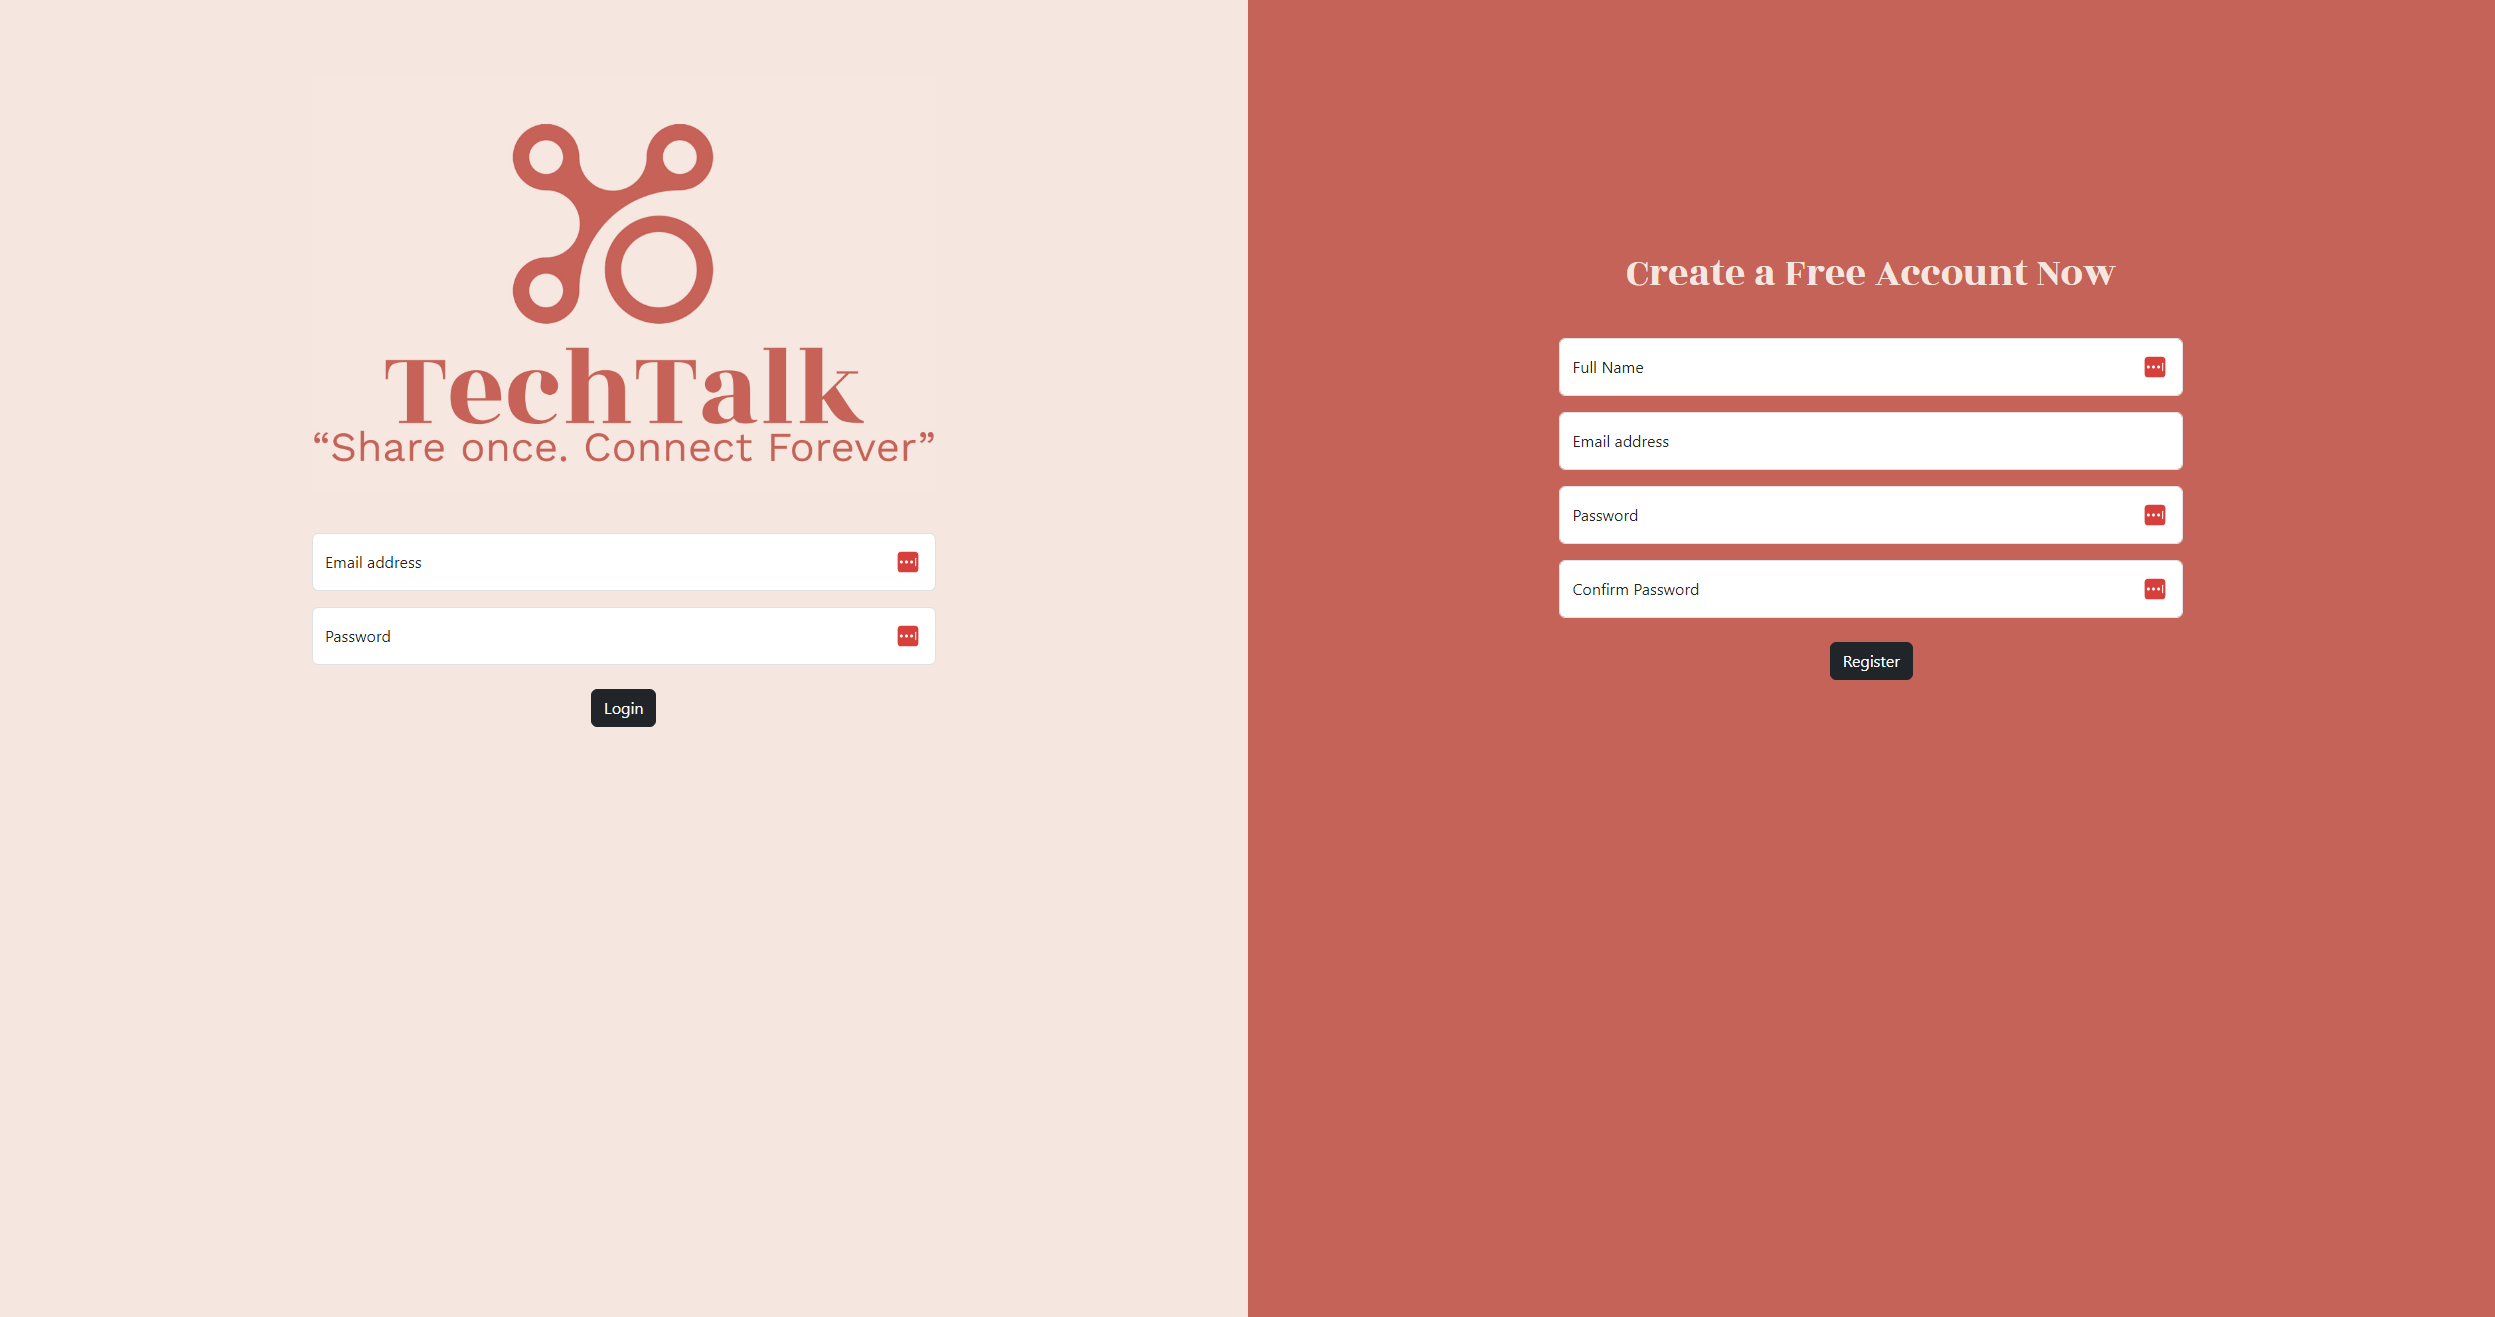 TechTalk
“Share once. Connect Forever”
Email address
Password
Login
Create a Free Account Now
Full Name
Email address
Password
Confirm Password
Register